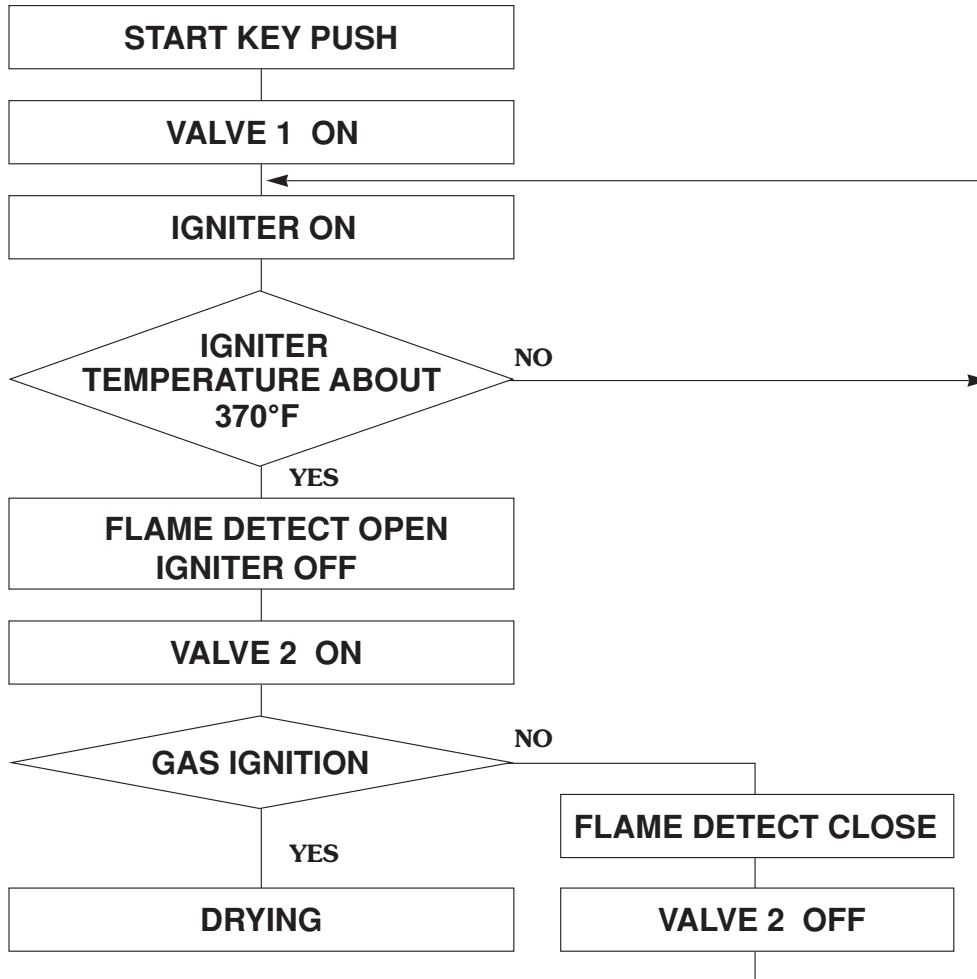 START KEY PUSH
VALVE 1 ON
IGNITER ON
IGNITER
TEMPERATURE ABOUT
370°F
NO
YES
FLAME DETECT OPEN
IGNITER OFF
VALVE 2 ON
GAS IGNITION
NO
FLAME DETECT CLOSE
YES
DRYING
VALVE 2 OFF